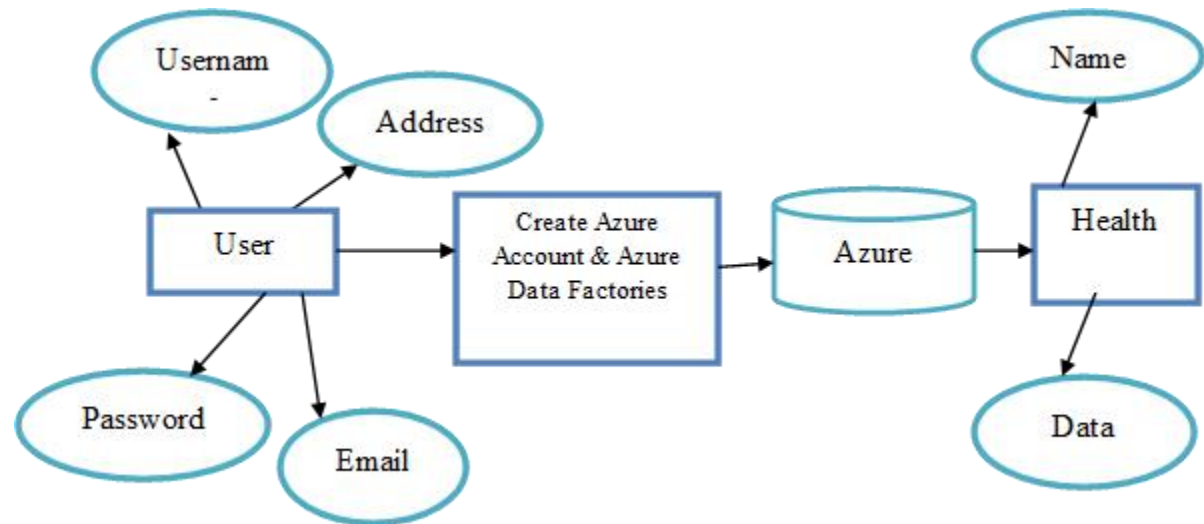 Usernam
-
Address
Name
User
Create Azure
Account & Azure
Data Factories
Azure
Health
Password
Email
Data